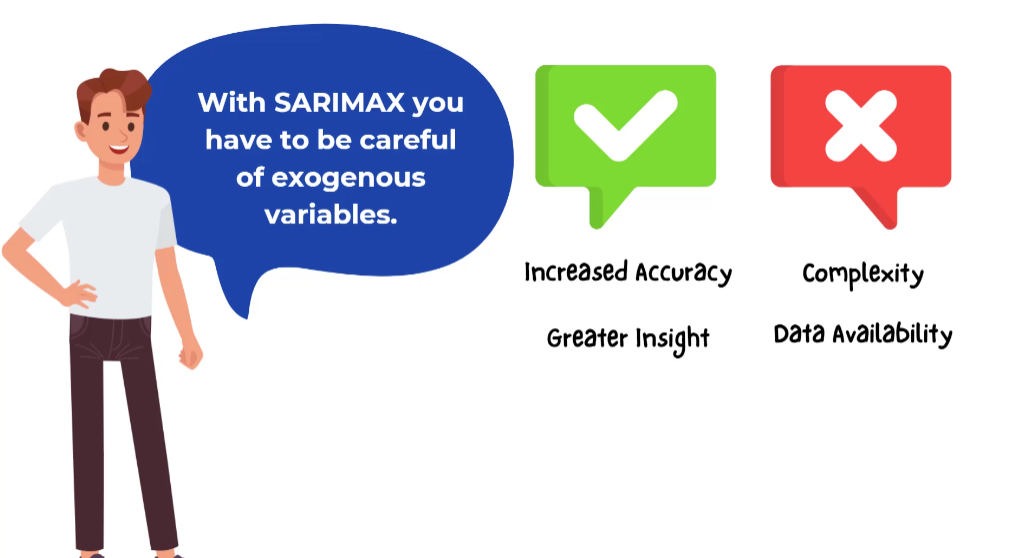 With SARIMAX you
have to be careful
of exogenous
variables.
Increased Accuracy
Greater Insight
Complexity
Data Availability